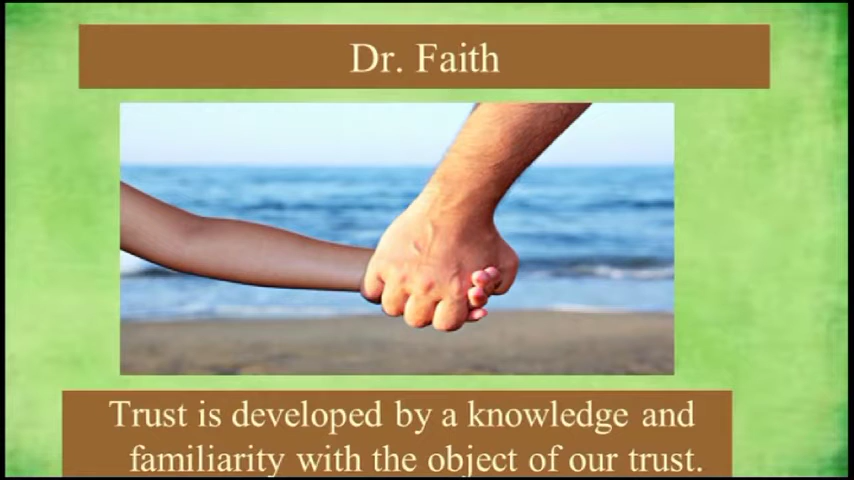 Dr. Faith
Trust is developed by a knowledge and
familiarity with the object of our trust.